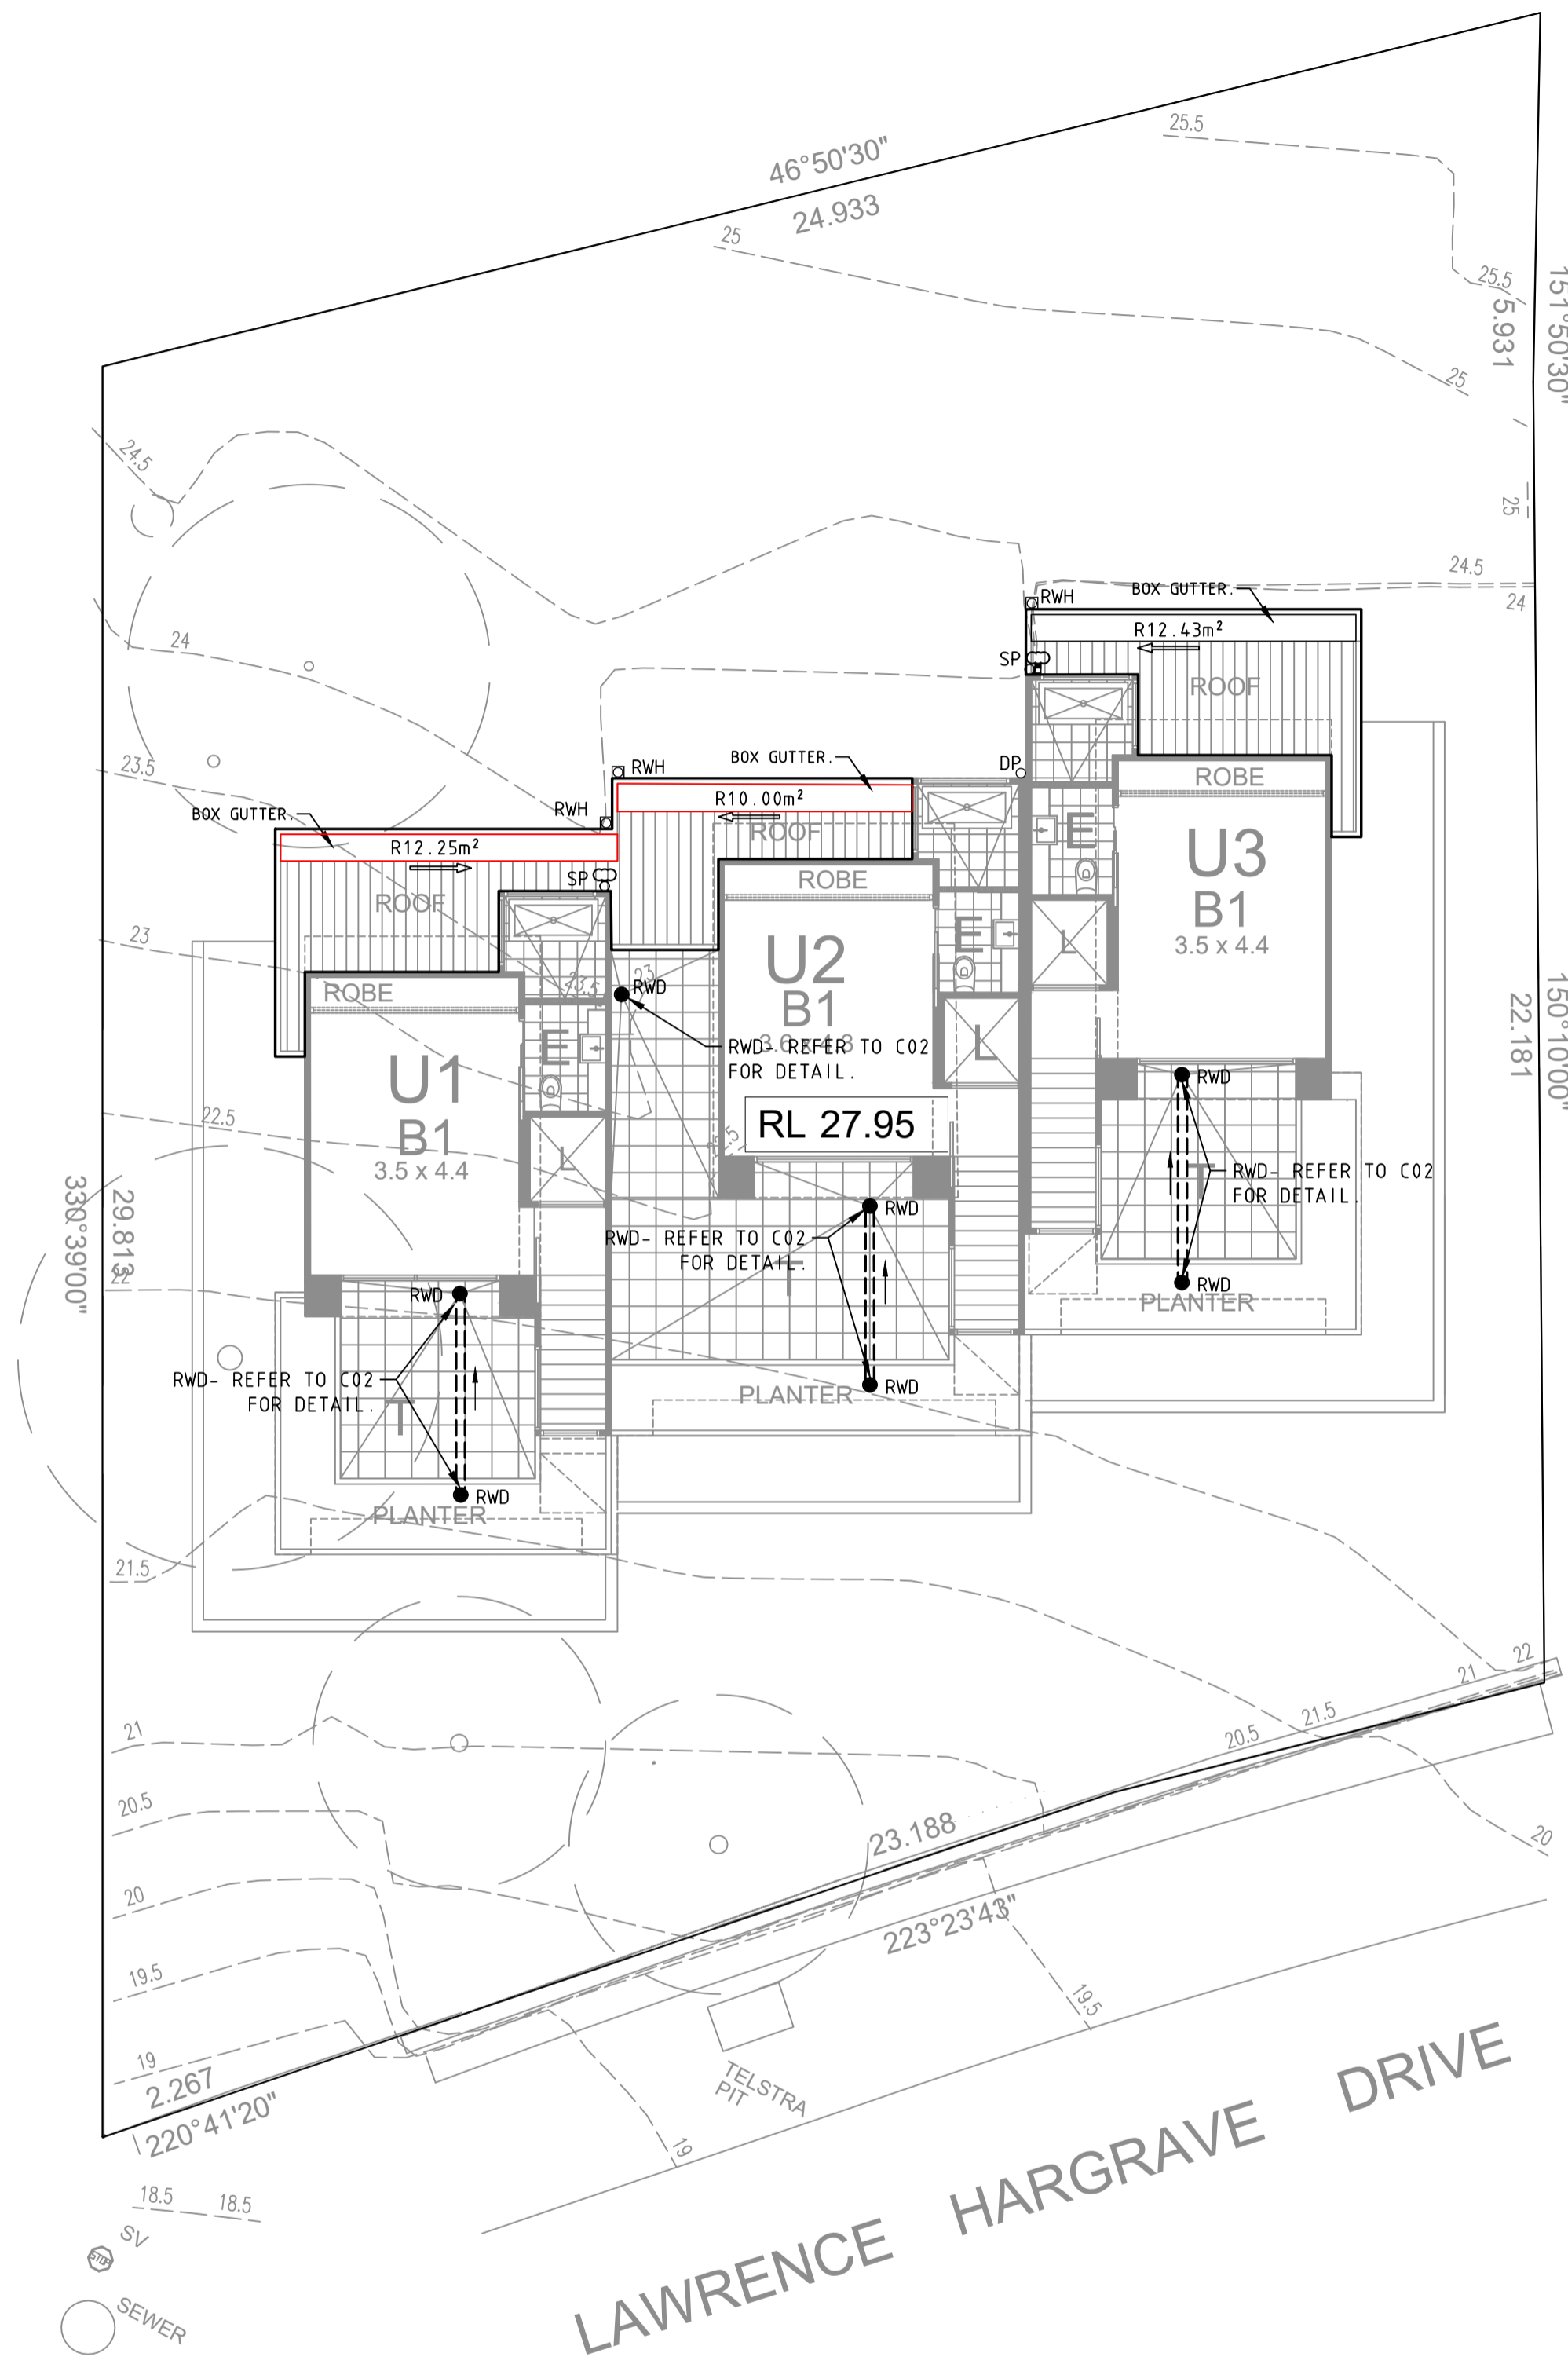 46°50'30"
24.933
25.5
25
25.5
5.931
151°50'30"
25
25
24.5
24.5
24
RWH
BOX GUTTER.
R12.43m²
SP
ROOF
24
23.5
RWH
BOX GUTTER.
DP
ROBE
R10.00m²
ROOF
BOX GUTTER.
RWH
R12.25m²
SP
ROOF
E
U3
B1
3.5 x 4.4
L
ROBE
U2
B1
E
L
23
23.5
23
RWD
RWD- REFER TO C02
FOR DETAIL.
ROBE
E
U1
B1
3.5 x 4.4
L
22.5
RL 27.95
22.181
150°10'00"
RWD
T
RWD- REFER TO C02
FOR DETAIL.
RWD
PLANTER
RWD
RWD- REFER TO C02
FOR DETAIL.
T
RWD
PLANTER
29.813
330°39'00"
22
RWD
RWD- REFER TO C02
FOR DETAIL.
T
RWD
PLANTER
21.5
22
21
21.5
20.5
21
20.5
20
19.5
19
23.188
223°23'43"
20
19.5
2.267
220°41'20"
TELSTRA
PIT
19
18.5
18.5
SV
STOP
SEWER
LAWRENCE HARGRAVE DRIVE